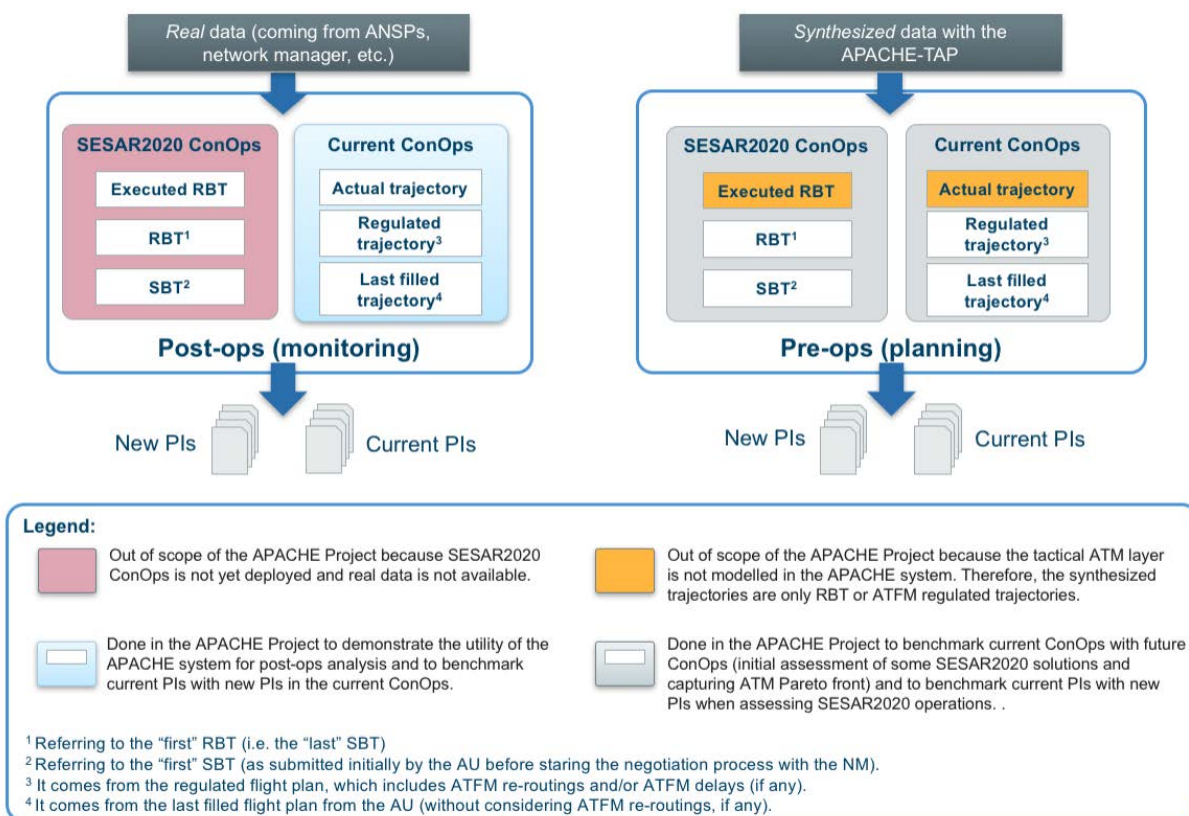 Real data (coming from ANSPs,
network manager, etc.)
SESAR2020 ConOps
Executed RBT
RBT¹
SBT²
Current ConOps
Actual trajectory
Regulated
trajectory³
Last filled
trajectory⁴
Post-ops (monitoring)
New PIs
Current PIs
Synthesized data with the
APACHE-TAP
SESAR2020 ConOps
Executed RBT
RBT¹
SBT²
Current ConOps
Actual trajectory
Regulated
trajectory³
Last filled
trajectory⁴
Pre-ops (planning)
New PIs
Current PIs
Legend:
Out of scope of the APACHE Project because SESAR2020
ConOps is not yet deployed and real data is not available.
Out of scope of the APACHE Project because the tactical ATM layer
is not modelled in the APACHE system. Therefore, the synthesized
trajectories are only RBT or ATFM regulated trajectories.
Done in the APACHE Project to demonstrate the utility of the
APACHE system for post-ops analysis and to benchmark
current PIs with new PIs in the current ConOps.
Done in the APACHE Project to benchmark current ConOps with future
ConOps (initial assessment of some SESAR2020 solutions and
capturing ATM Pareto front) and to benchmark current PIs with new
PIs when assessing SESAR2020 operations. .
¹ Referring to the “first” RBT (i.e. the “last” SBT)
² Referring to the “first” SBT (as submitted initially by the AU before staring the negotiation process with the NM).
³ It comes from the regulated flight plan, which includes ATFM re-routings and/or ATFM delays (if any).
⁴ It comes from the last filled flight plan from the AU (without considering ATFM re-routings, if any).